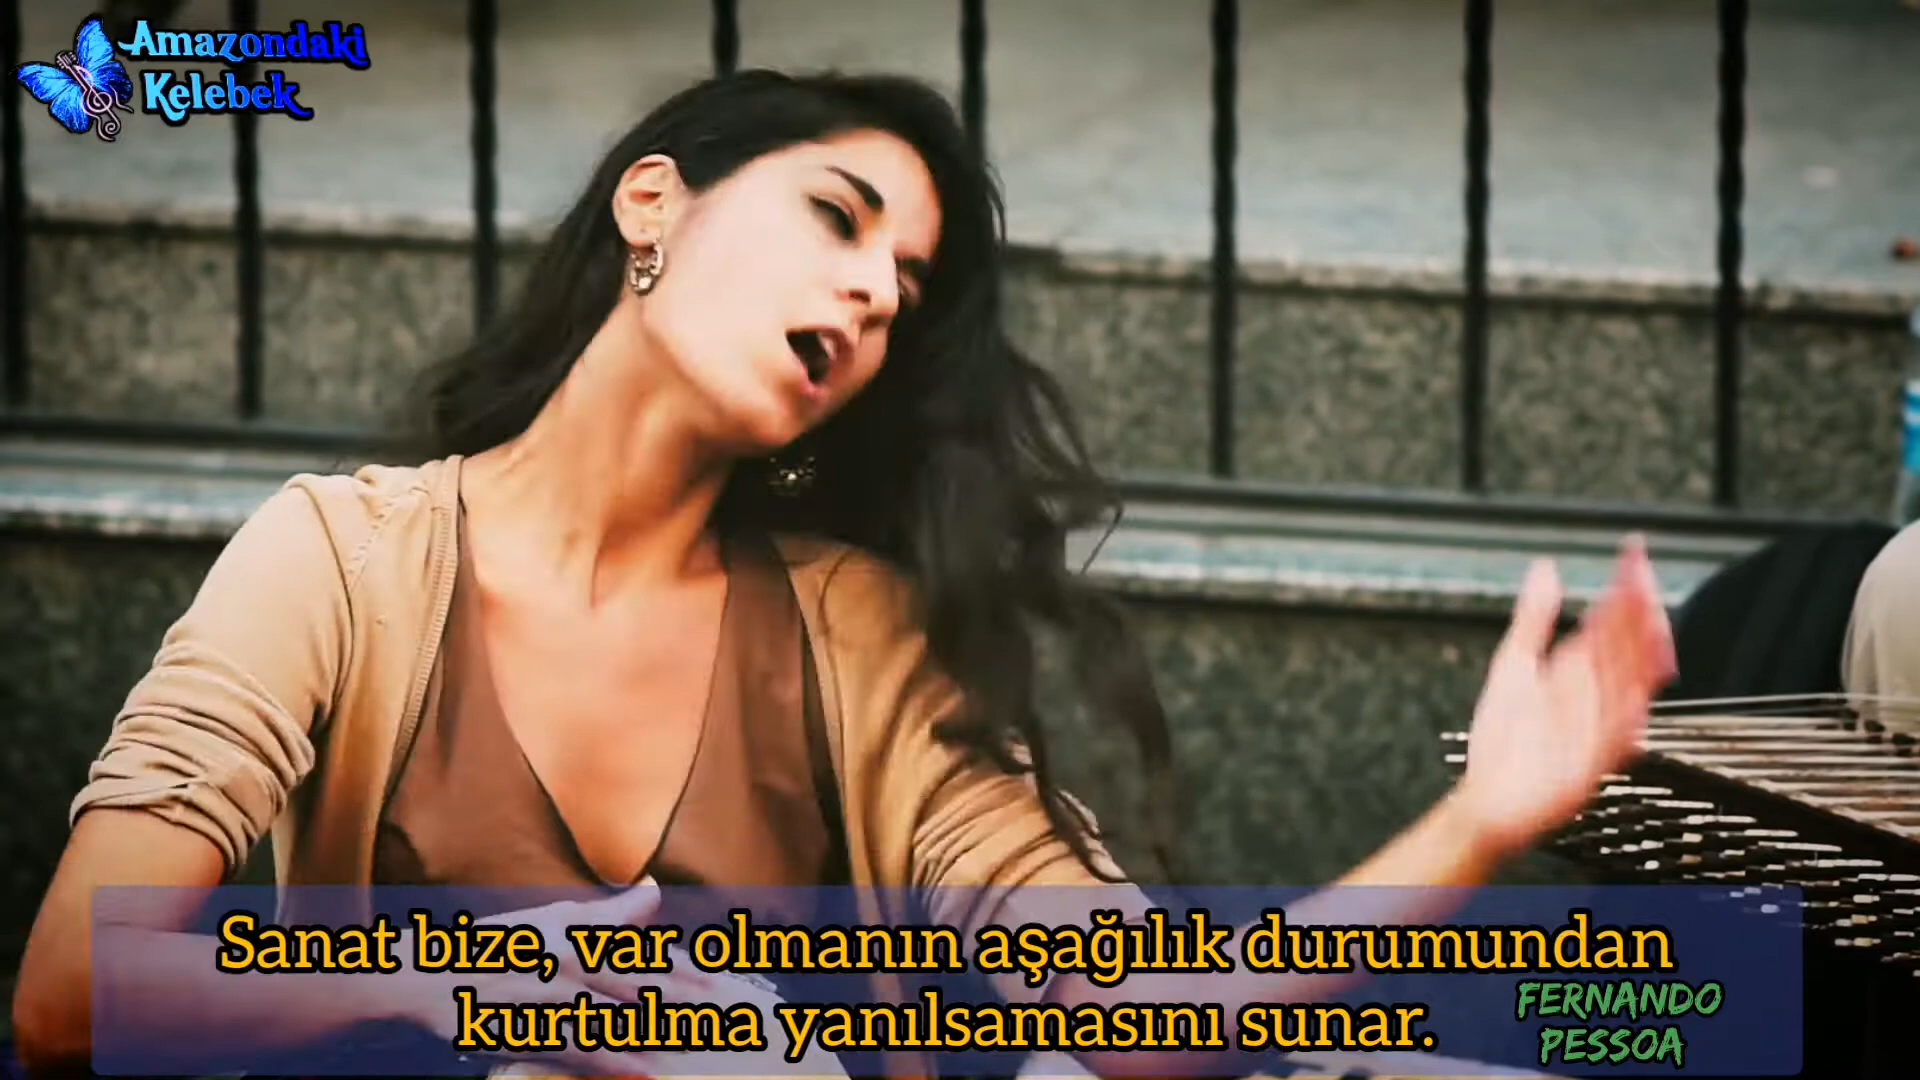 Amazondaki
Kelebek
Sanat bize, var olmanın aşağılık durumundan
kurtulma yanılsamasını sunar.
FERNANDO
PESSOA